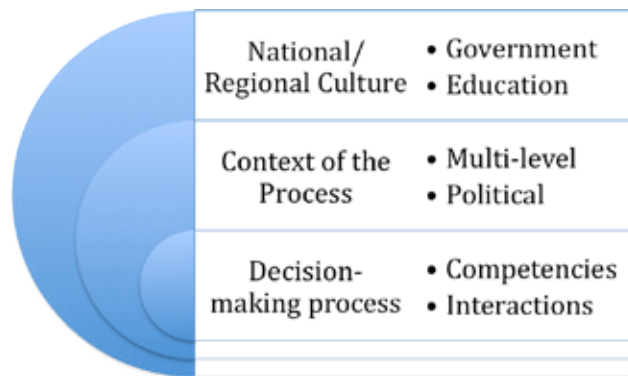 National/
Regional Culture
• Government
• Education
Context of the
Process
• Multi-level
• Political
Decision-
making process
• Competencies
• Interactions